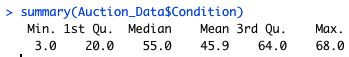 > summary(Auction_Data$Condition)
Min. 1st Qu. Median Mean 3rd Qu. Max.
3.0 20.0 55.0 45.9 64.0 68.0